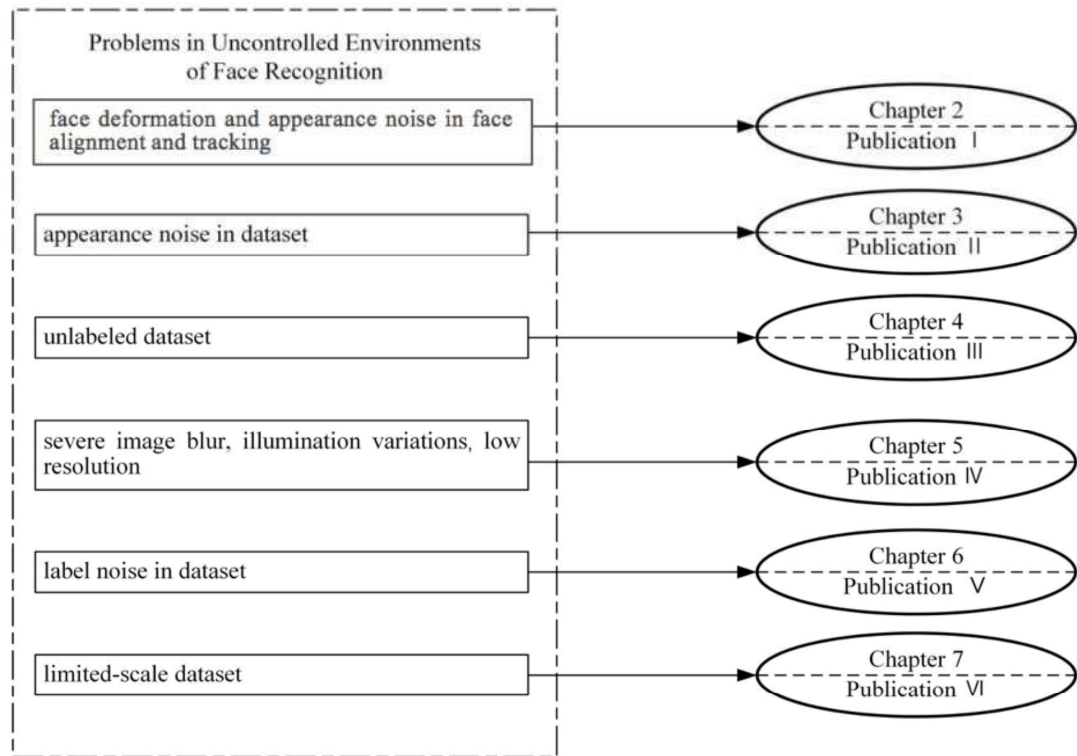 Problems in Uncontrolled Environments
of Face Recognition
face deformation and appearance noise in face
alignment and tracking
Chapter 2
Publication Ⅰ
appearance noise in dataset
Chapter 3
Publication Ⅱ
unlabeled dataset
Chapter 4
Publication Ⅲ
severe image blur, illumination variations, low
resolution
Chapter 5
Publication Ⅳ
label noise in dataset
Chapter 6
Publication Ⅴ
limited-scale dataset
Chapter 7
Publication Ⅵ